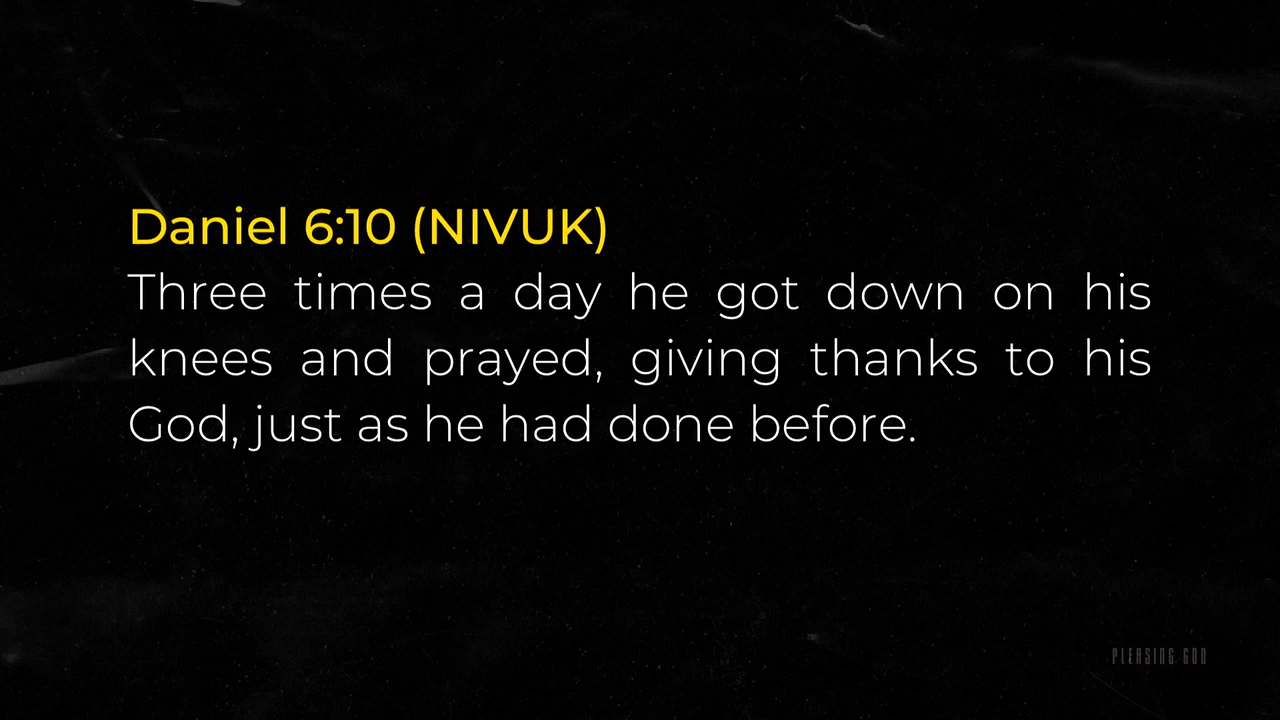 Daniel 6:10 (NIVUK)
Three times a day he got down on his
knees and prayed, giving thanks to his
God, just as he had done before.
PLEASING GOD